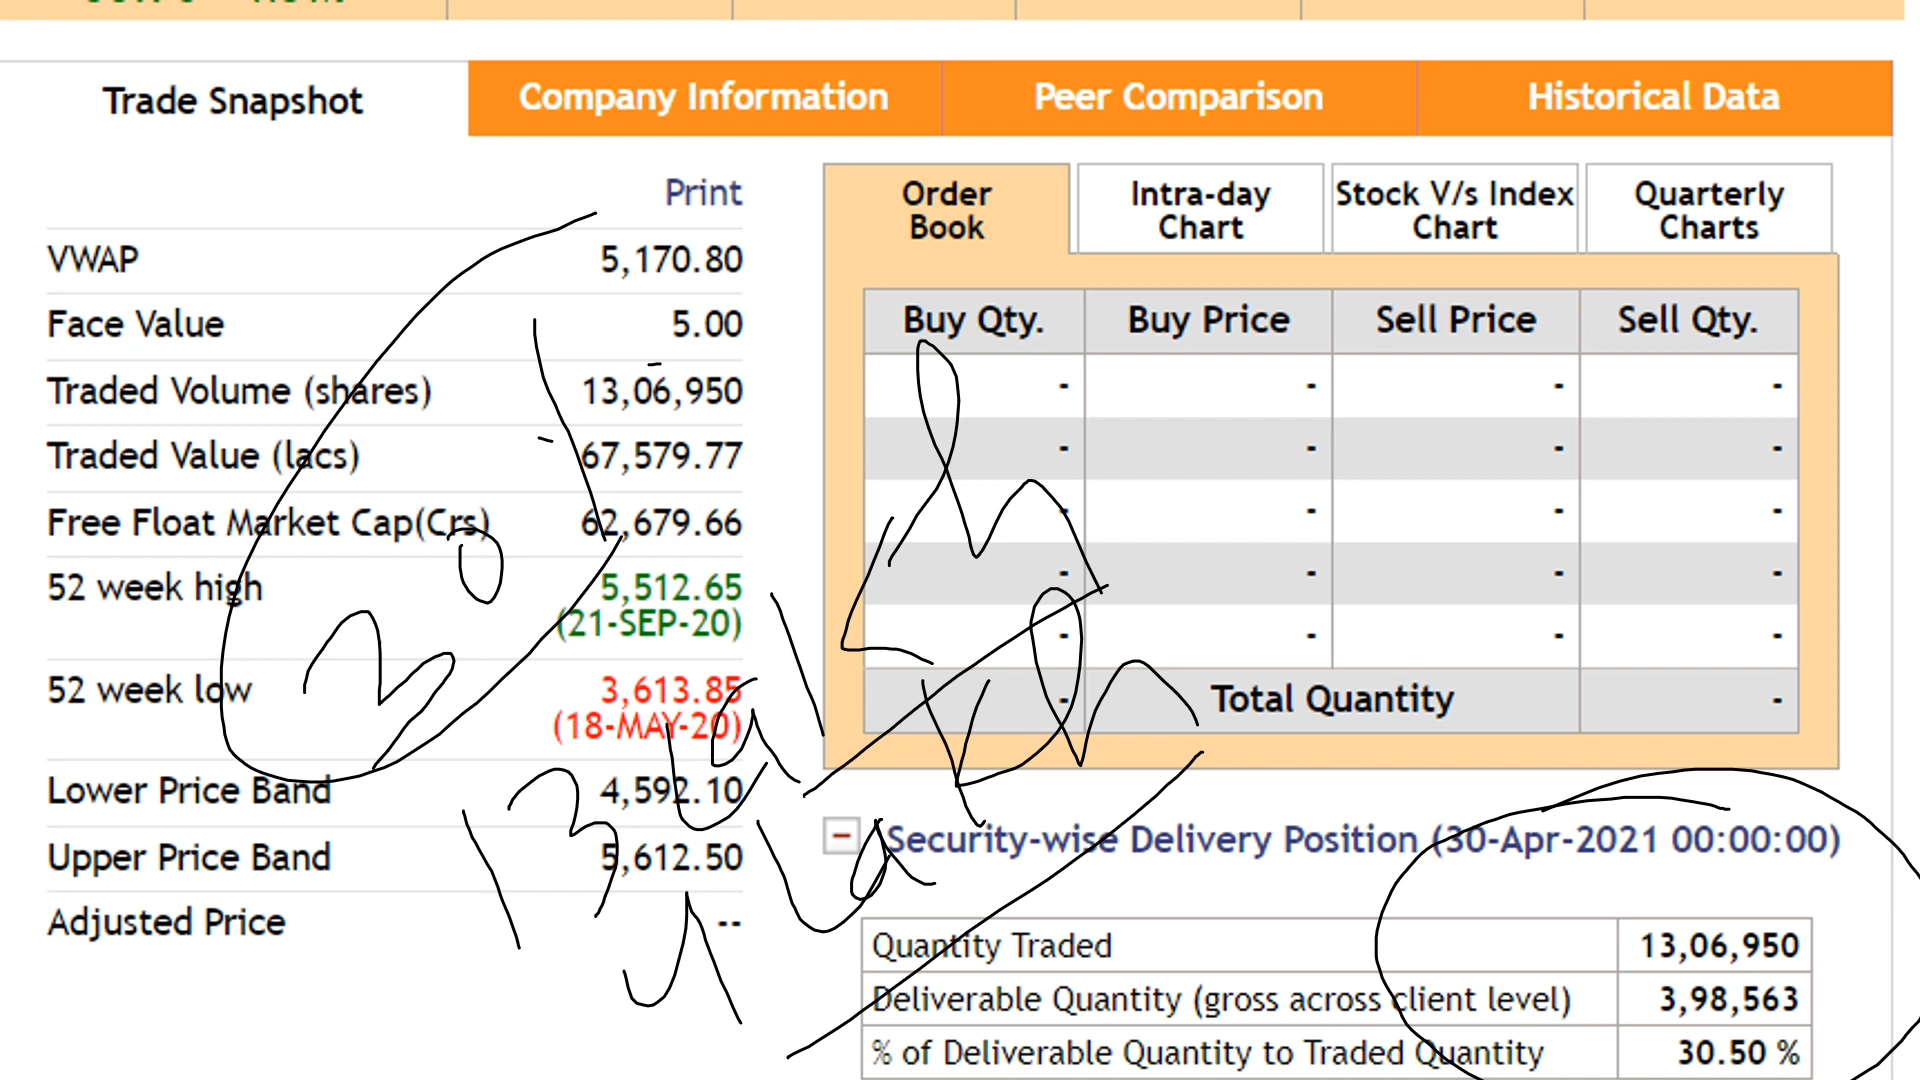 Trade Snapshot
Company Information
Peer Comparison
Historical Data
Print
VWAP 5,170.80
Face Value 5.00
Traded Volume (shares) 13,06,950
Traded Value (lacs) 67,579.77
Free Float Market Cap(Crs) 62,679.66
52 week high 5,512.65
(21-SEP-20)
52 week low 3,613.85
(18-MAY-20)
Lower Price Band 4,592.10
Upper Price Band 5,612.50
Adjusted Price --
Order
Book
Intra-day
Chart
Stock V/s Index
Chart
Quarterly
Charts
Buy Qty. Buy Price Sell Price Sell Qty.
- - - -
- - - -
- - - -
- - - -
- - - -
- Total Quantity -
Security-wise Delivery Position (30-Apr-2021 00:00:00)
Quantity Traded 13,06,950
Deliverable Quantity (gross across client level) 3,98,563
% of Deliverable Quantity to Traded Quantity 30.50 %